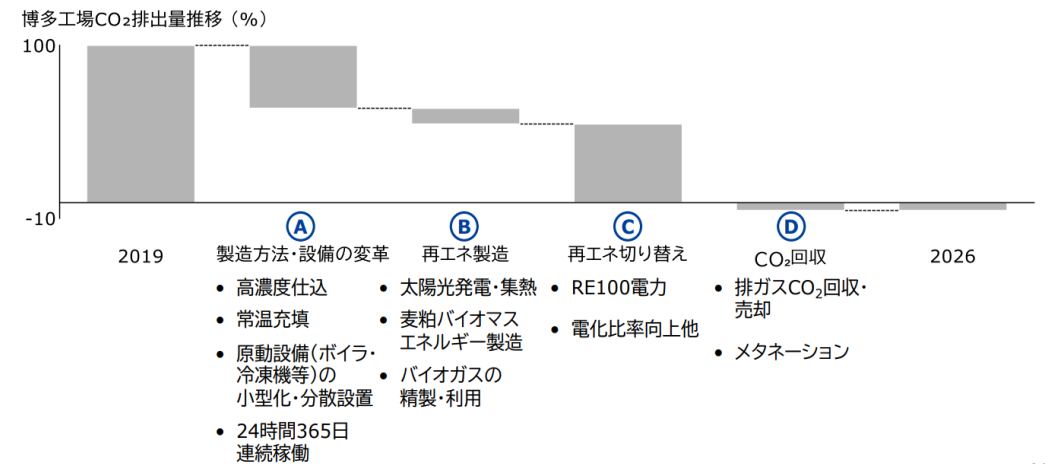 博多工場CO₂排出量推移（%）
100
-10
2019
A
製造方法・設備の変革
• 高濃度仕込
• 常温充填
• 原動設備（ボイラ・
冷凍機等）の
小型化・分散設置
• 24時間365日
連続稼働
B
再エネ製造
• 太陽光発電・集熱
• 麦粕バイオマス
エネルギー製造
• バイオガスの
精製・利用
C
再エネ切り替え
• RE100電力
• 電化比率向上他
D
CO₂回収
• 排ガスCO₂回収・
売却
• メタネーション
2026